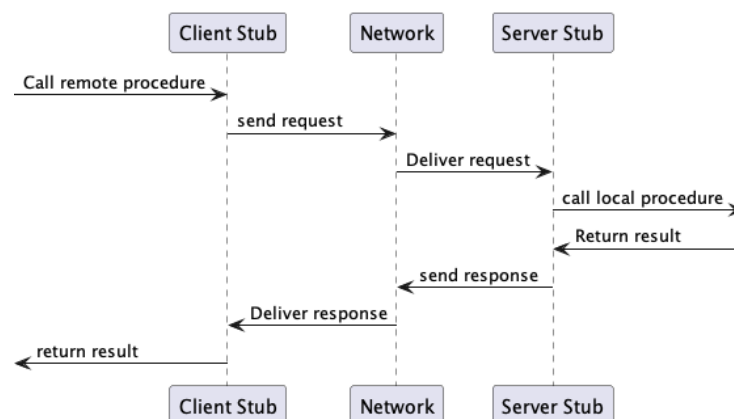 Client Stub Network Server Stub
Call remote procedure
send request
Deliver request
call local procedure
Return result
send response
Deliver response
return result
Client Stub Network Server Stub